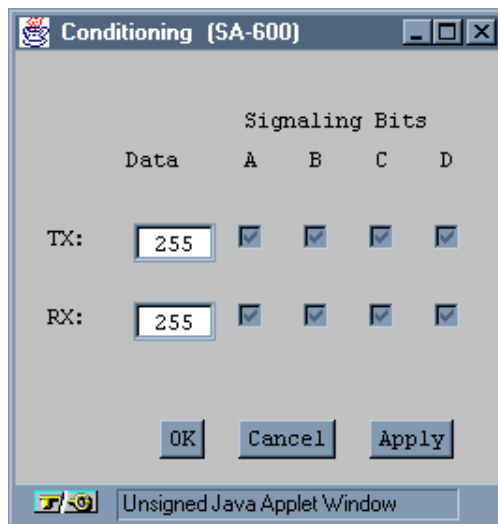 Conditioning (SA-600)
Signaling Bits
Data A B C D
TX: 255
RX: 255
OK Cancel Apply
Unsigned Java Applet Window